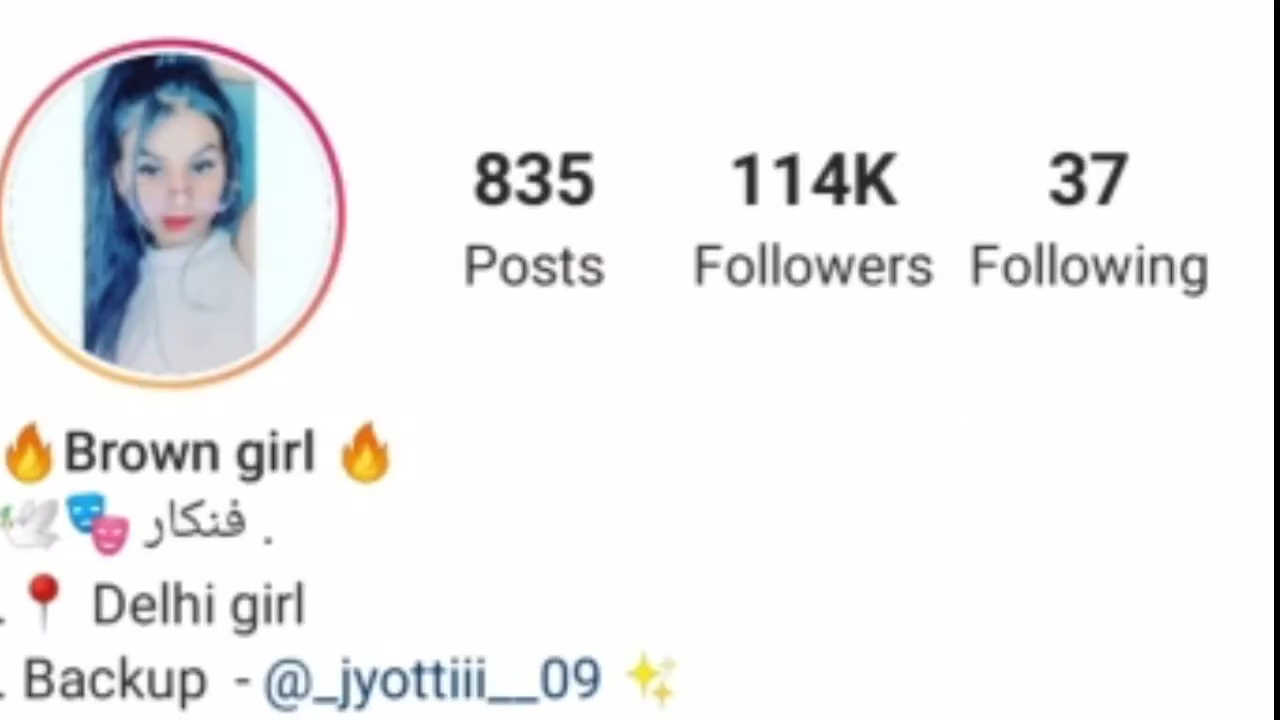 835 114K 37
Posts Followers Following
🔥Brown girl 🔥
🕊️🎭 فنکار .
.📍 Delhi girl
. Backup - @_jyottiii__09 ✨